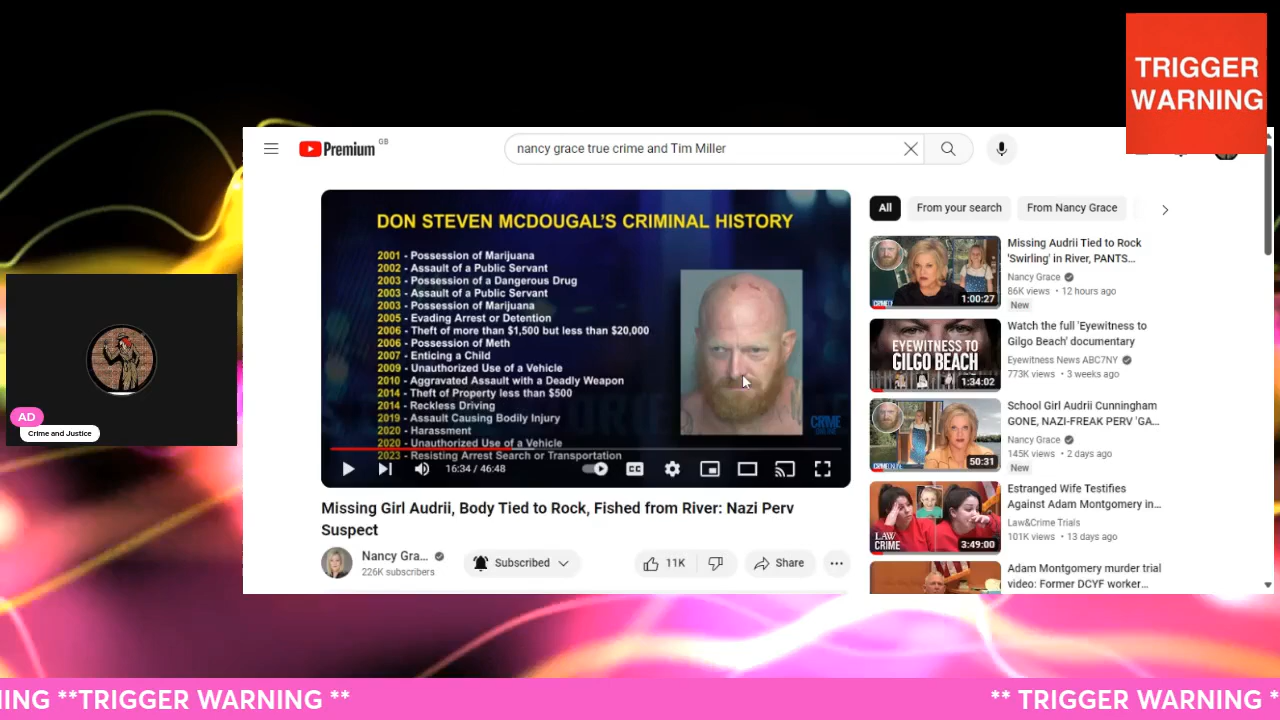 TRIGGER
WARNING
Premium GB
nancy grace true crime and Tim Miller
DON STEVEN MCDOUGAL'S CRIMINAL HISTORY
2001 - Possession of Marijuana
2002 - Assault of a Public Servant
2003 - Possession of a Dangerous Drug
2003 - Assault of a Public Servant
2003 - Possession of Marijuana
2005 - Evading Arrest or Detention
2006 - Theft of more than $1,500 but less than $20,000
2006 - Possession of Meth
2007 - Enticing a Child
2009 - Unauthorized Use of a Vehicle
2010 - Aggravated Assault with a Deadly Weapon
2014 - Theft of Property less than $500
2014 - Reckless Driving
2019 - Assault Causing Bodily Injury
2020 - Harassment
2020 - Unauthorized Use of a Vehicle
2023 - Resisting Arrest Search or Transportation
CRIME
16:34 / 46:48
CC
Missing Girl Audrii, Body Tied to Rock, Fished from River: Nazi Perv
Suspect
Nancy Gra...
226K subscribers
Subscribed
11K
Share
All
From your search
From Nancy Grace
1:00:27
Missing Audrii Tied to Rock
'Swirling' in River, PANTS...
Nancy Grace
86K views • 12 hours ago
New
EYEWITNESS TO
GILGO BEACH
1:34:02
Watch the full 'Eyewitness to
Gilgo Beach' documentary
Eyewitness News ABC7NY
773K views • 3 weeks ago
50:31
School Girl Audrii Cunningham
GONE, NAZI-FREAK PERV 'GA...
Nancy Grace
145K views • 2 days ago
New
LAW
CRIME
3:49:00
Estranged Wife Testifies
Against Adam Montgomery in...
Law&Crime Trials
101K views • 13 days ago
Adam Montgomery murder trial
video: Former DCYF worker...
AD
Crime and Justice
NING **TRIGGER WARNING ** ** TRIGGER WARNING *